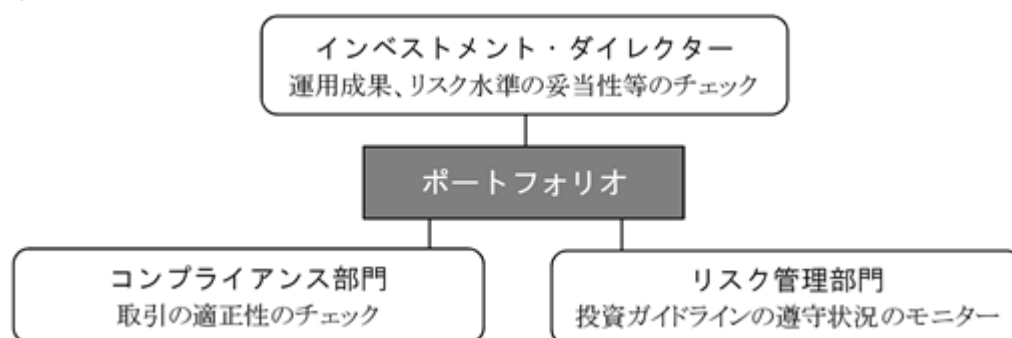 インベストメント・ダイレクター
運用成果、リスク水準の妥当性等のチェック
ポートフォリオ
コンプライアンス部門
取引の適正性のチェック
リスク管理部門
投資ガイドラインの遵守状況のモニター